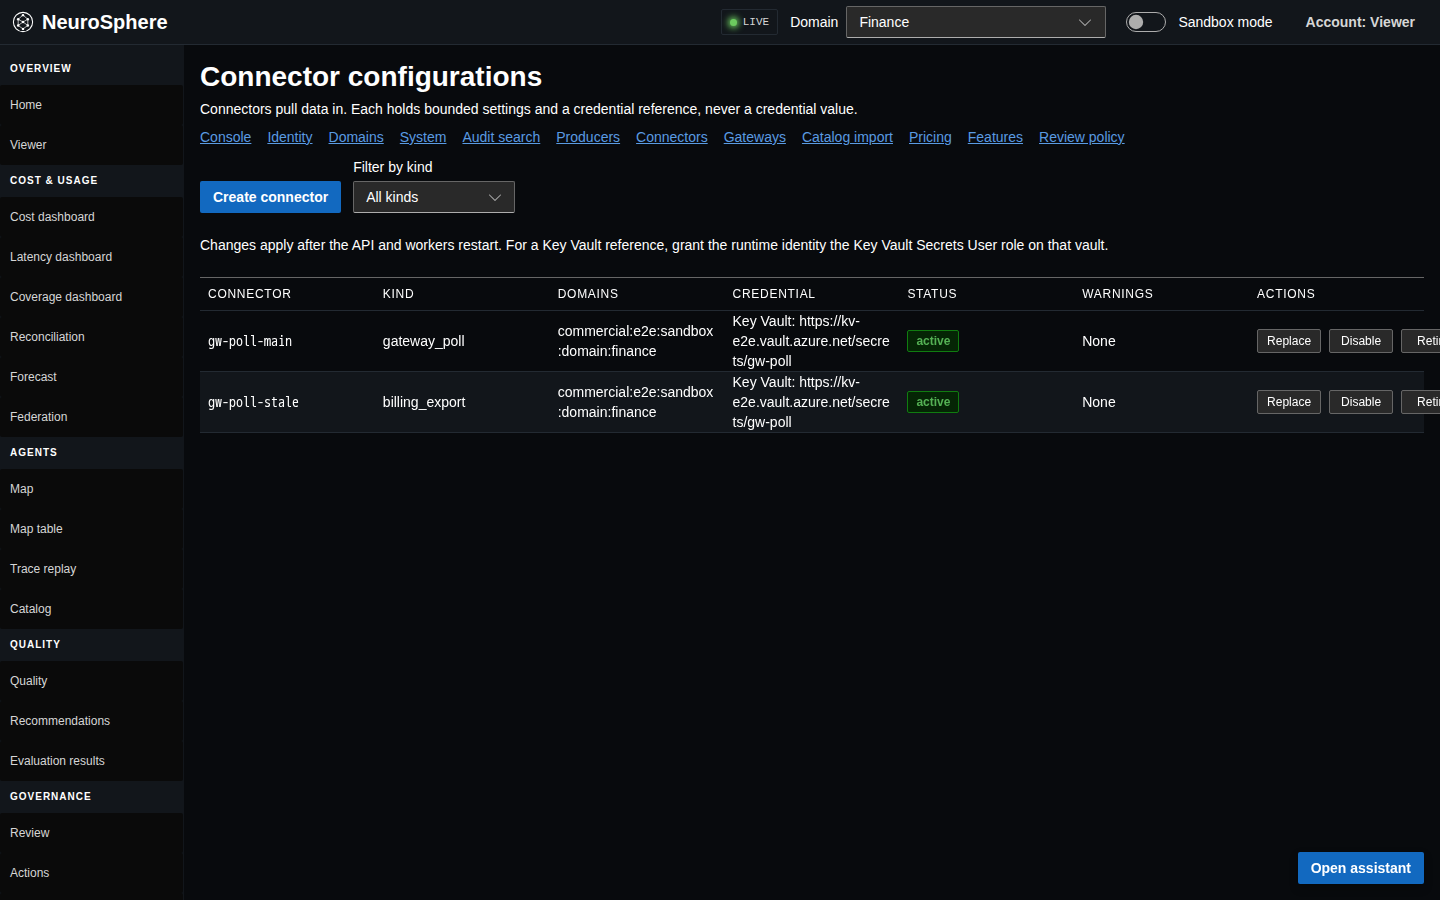 NeuroSphere
LIVE
Domain
Finance
Sandbox mode
Account: Viewer
OVERVIEW
Home
Viewer
COST & USAGE
Cost dashboard
Latency dashboard
Coverage dashboard
Reconciliation
Forecast
Federation
AGENTS
Map
Map table
Trace replay
Catalog
QUALITY
Quality
Recommendations
Evaluation results
GOVERNANCE
Review
Actions
Connector configurations
Connectors pull data in. Each holds bounded settings and a credential reference, never a credential value.
Console Identity Domains System Audit search Producers Connectors Gateways Catalog import Pricing Features Review policy
Filter by kind
Create connector
All kinds
Changes apply after the API and workers restart. For a Key Vault reference, grant the runtime identity the Key Vault Secrets User role on that vault.
CONNECTOR KIND DOMAINS CREDENTIAL STATUS WARNINGS ACTIONS
gw-poll-main
gateway_poll
commercial:e2e:sandbox
:domain:finance
Key Vault: https://kv-
e2e.vault.azure.net/secre
ts/gw-poll
active
None
Replace
Disable
gw-poll-stale
billing_export
commercial:e2e:sandbox
:domain:finance
Key Vault: https://kv-
e2e.vault.azure.net/secre
ts/gw-poll
active
None
Replace
Disable
Open assistant